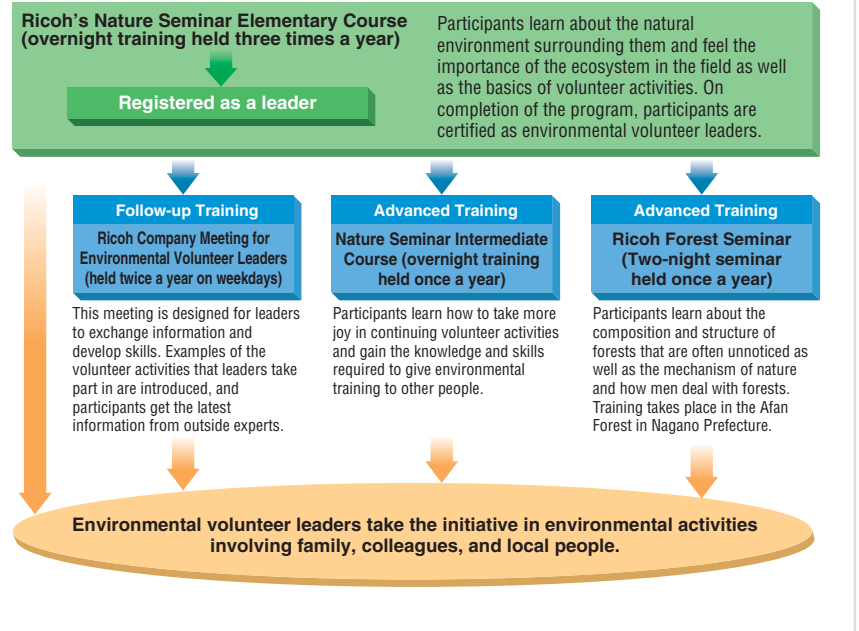 Ricoh's Nature Seminar Elementary Course
(overnight training held three times a year)
Registered as a leader
Participants learn about the natural
environment surrounding them and feel the
importance of the ecosystem in the field as well
as the basics of volunteer activities. On
completion of the program, participants are
certified as environmental volunteer leaders.
Follow-up Training
Ricoh Company Meeting for
Environmental Volunteer Leaders
(held twice a year on weekdays)
This meeting is designed for leaders
to exchange information and
develop skills. Examples of the
volunteer activities that leaders take
part in are introduced, and
participants get the latest
information from outside experts.
Advanced Training
Nature Seminar Intermediate
Course (overnight training
held once a year)
Participants learn how to take more
joy in continuing volunteer activities
and gain the knowledge and skills
required to give environmental
training to other people.
Advanced Training
Ricoh Forest Seminar
(Two-night seminar
held once a year)
Participants learn about the
composition and structure of
forests that are often unnoticed as
well as the mechanism of nature
and how men deal with forests.
Training takes place in the Afan
Forest in Nagano Prefecture.
Environmental volunteer leaders take the initiative in environmental activities
involving family, colleagues, and local people.